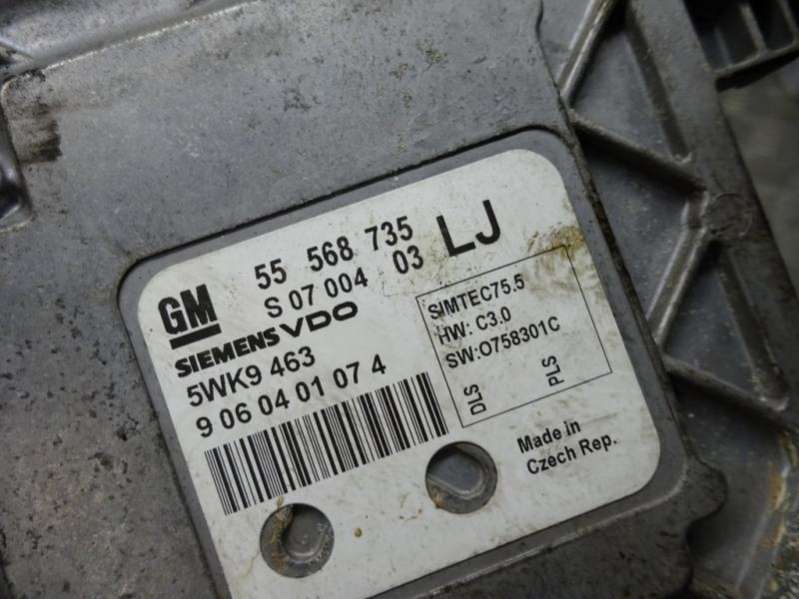 GM
55 568 735 LJ
S 07 004 03
SIEMENS VDO
5WK9 463
9 06 04 01 07 4
SIMTEC75.5
HW: C3.0
SW:O758301C
DLS
PLS
Made in
Czech Rep.